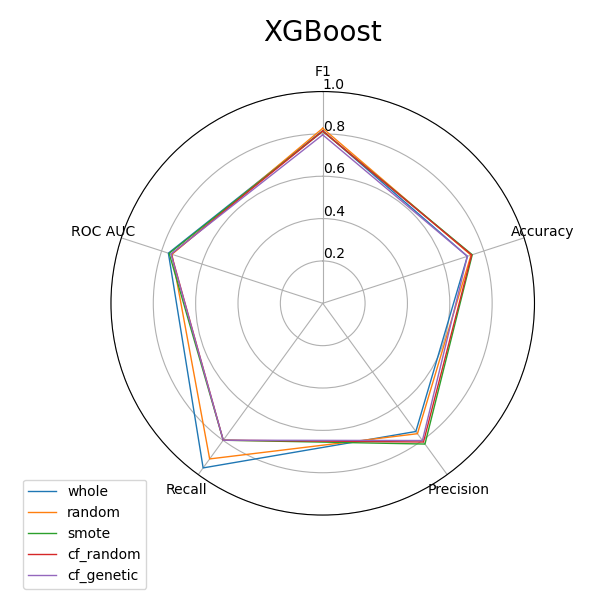 XGBoost
F1
1.0
0.8
0.6
0.4
0.2
ROC AUC
Accuracy
Recall
Precision
whole
random
smote
cf_random
cf_genetic